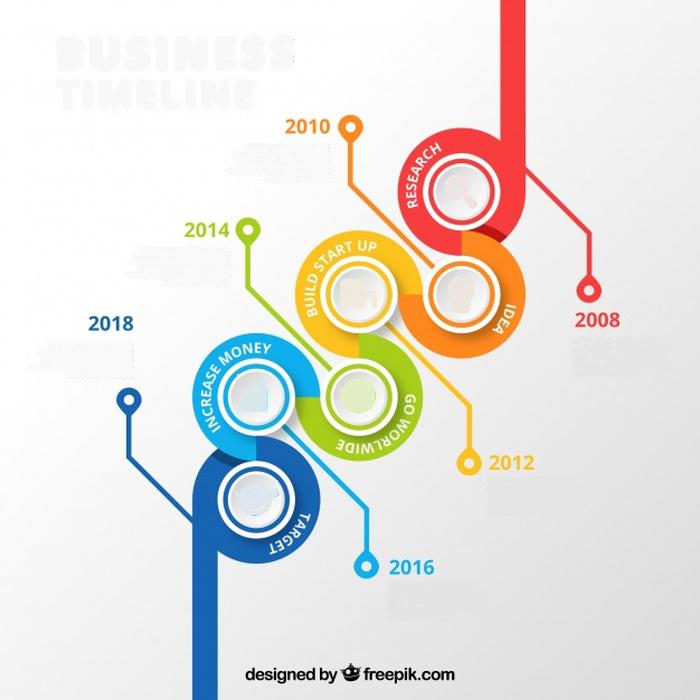 BUSINESS
TIMELINE
2010
RESEARCH
2014
BUILD START UP
IDEA
2008
2018
INCREASE MONEY
GO WORLWIDE
2012
TARGET
2016
designed by freepik.com